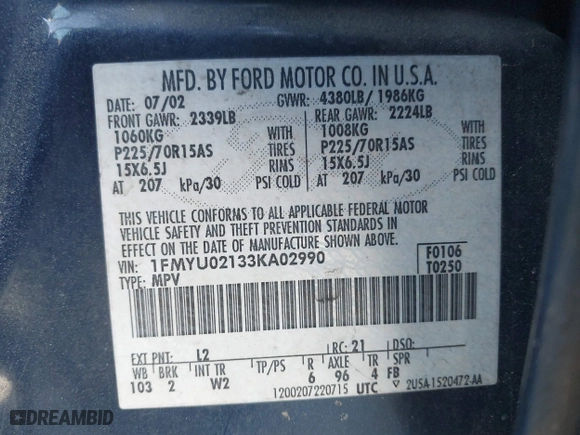 MFD. BY FORD MOTOR CO. IN U.S.A.
DATE: 07/02 GVWR: 4380LB/ 1986KG
FRONT GAWR: 2339LB REAR GAWR: 2224LB
1060KG WITH 1008KG WITH
P225/70R15AS TIRES P225/70R15AS TIRES
15X6.5J RIMS 15X6.5J RIMS
AT 207 kPa/30 PSI COLD AT 207 kPa/30 PSI COLD
THIS VEHICLE CONFORMS TO ALL APPLICABLE FEDERAL MOTOR
VEHICLE SAFETY AND THEFT PREVENTION STANDARDS IN
EFFECT ON THE DATE OF MANUFACTURE SHOWN ABOVE.
VIN: 1FMYU02133KA02990 F0106
TYPE: MPV T0250
EXT PNT: L2 RC: 21 DSO:
WB BRK INT TR TP/PS R AXLE TR SPR
103 2 W2 6 96 4 FB
1200207220715 UTC ▽ 2U5A-1520472-AA
DREAMBID